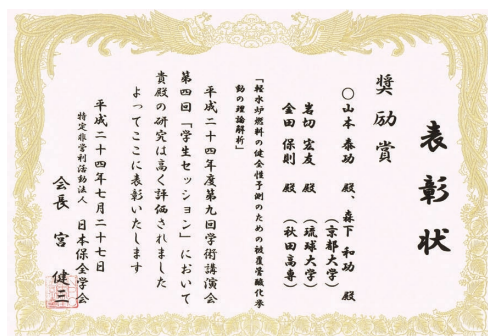 表彰状
奨励賞
○山本 泰功 殿、森下 和功 殿
(京都大学)
岩切 宏友 殿 (琉球大学)
金田 保則 殿 (秋田高専)
「軽水炉燃料の健全性予測のための被覆管酸化挙
動の理論解析」
平成二十四年度第九回学術講演会
第四回「学生セッション」において
貴殿の研究は高く評価されました
よってここに表彰いたします
平成二十四年七月二十七日
特定非営利活動法人 日本保全学会
会長 宮 健三